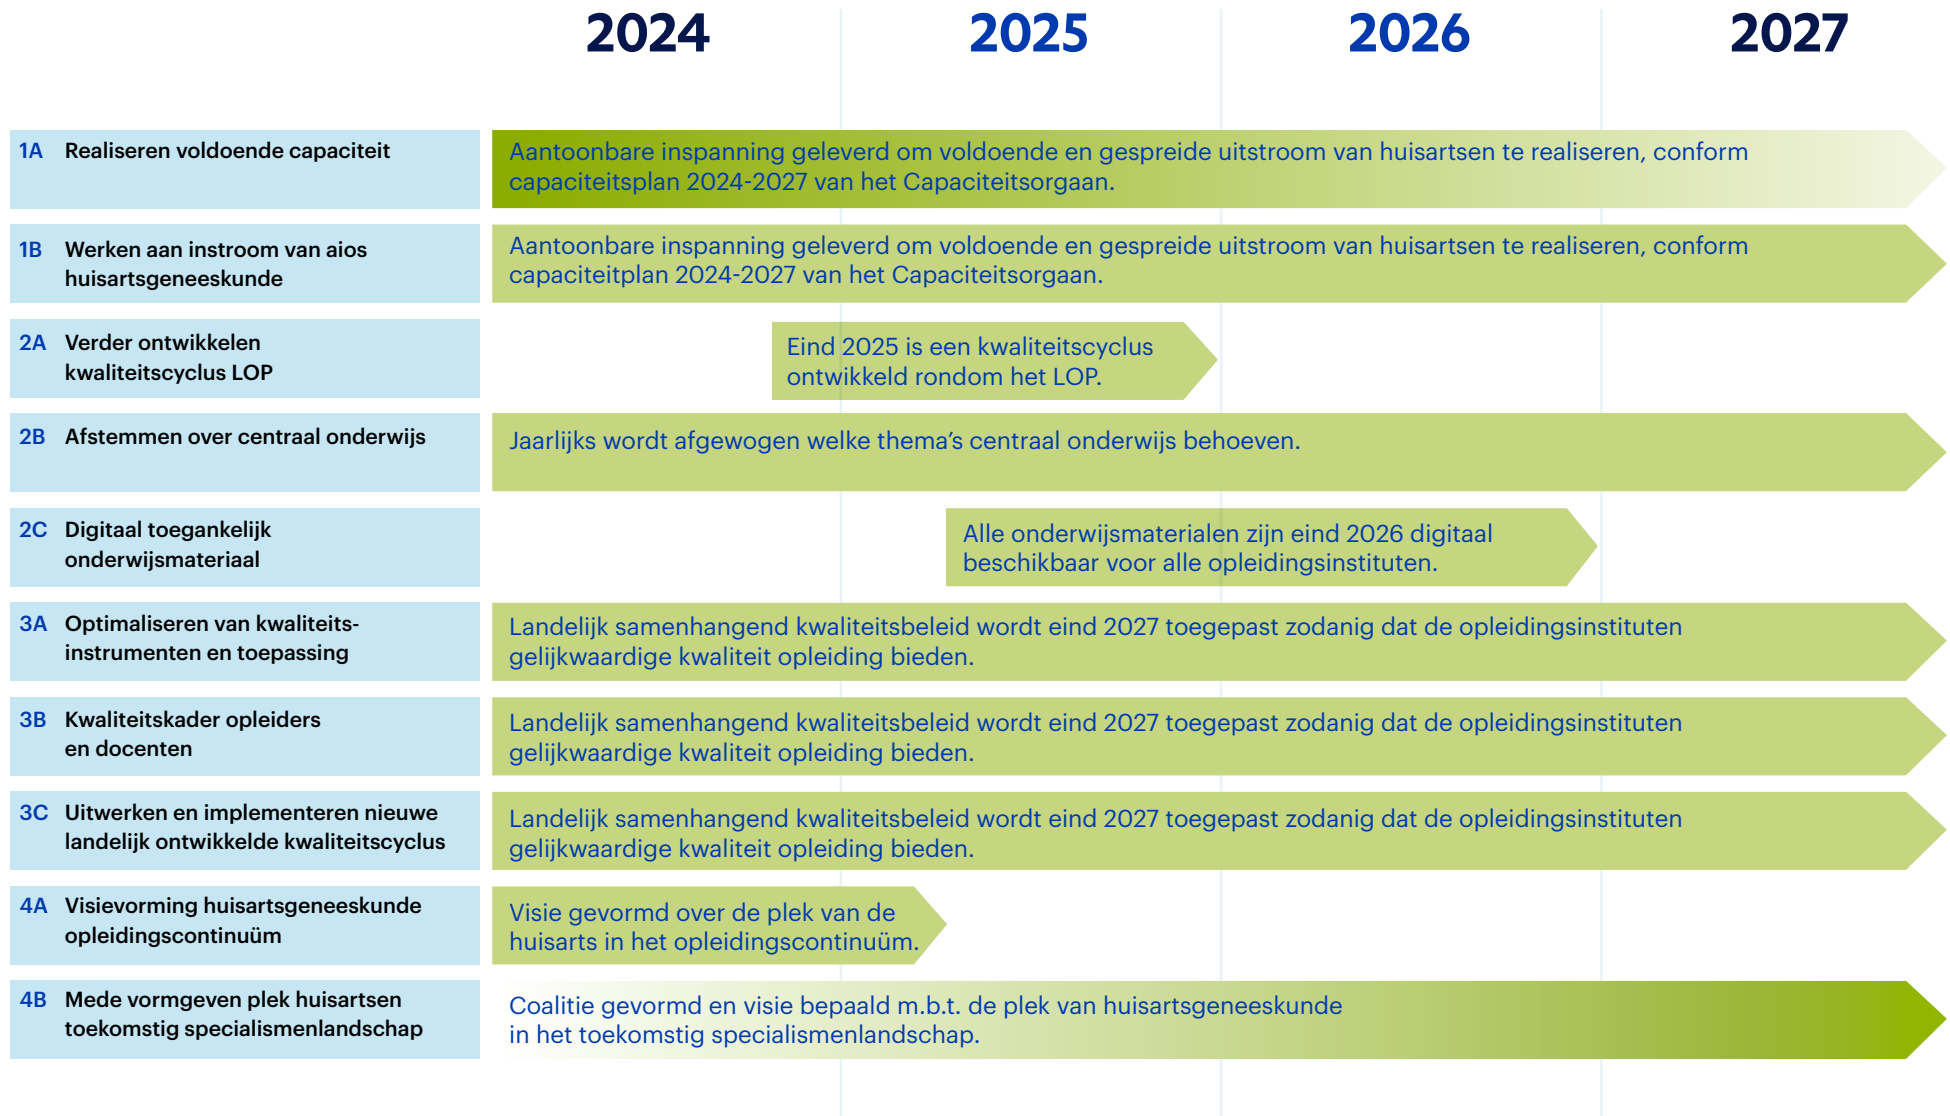 2024 2025 2026 2027
1A Realiseren voldoende capaciteit
Aantoonbare inspanning geleverd om voldoende en gespreide uitstroom van huisartsen te realiseren, conform
capaciteitsplan 2024-2027 van het Capaciteitsorgaan.
1B Werken aan instroom van aios
huisartsgeneeskunde
Aantoonbare inspanning geleverd om voldoende en gespreide uitstroom van huisartsen te realiseren, conform
capaciteitplan 2024-2027 van het Capaciteitsorgaan.
2A Verder ontwikkelen
kwaliteitscyclus LOP
Eind 2025 is een kwaliteitscyclus
ontwikkeld rondom het LOP.
2B Afstemmen over centraal onderwijs
Jaarlijks wordt afgewogen welke thema's centraal onderwijs behoeven.
2C Digitaal toegankelijk
onderwijsmateriaal
Alle onderwijsmaterialen zijn eind 2026 digitaal
beschikbaar voor alle opleidingsinstituten.
3A Optimaliseren van kwaliteits-
instrumenten en toepassing
Landelijk samenhangend kwaliteitsbeleid wordt eind 2027 toegepast zodanig dat de opleidingsinstituten
gelijkwaardige kwaliteit opleiding bieden.
3B Kwaliteitskader opleiders
en docenten
Landelijk samenhangend kwaliteitsbeleid wordt eind 2027 toegepast zodanig dat de opleidingsinstituten
gelijkwaardige kwaliteit opleiding bieden.
3C Uitwerken en implementeren nieuwe
landelijk ontwikkelde kwaliteitscyclus
Landelijk samenhangend kwaliteitsbeleid wordt eind 2027 toegepast zodanig dat de opleidingsinstituten
gelijkwaardige kwaliteit opleiding bieden.
4A Visievorming huisartsgeneeskunde
opleidingscontinuüm
Visie gevormd over de plek van de
huisarts in het opleidingscontinuüm.
4B Mede vormgeven plek huisartsen
toekomstig specialismenlandschap
Coalitie gevormd en visie bepaald m.b.t. de plek van huisartsgeneeskunde
in het toekomstig specialismenlandschap.